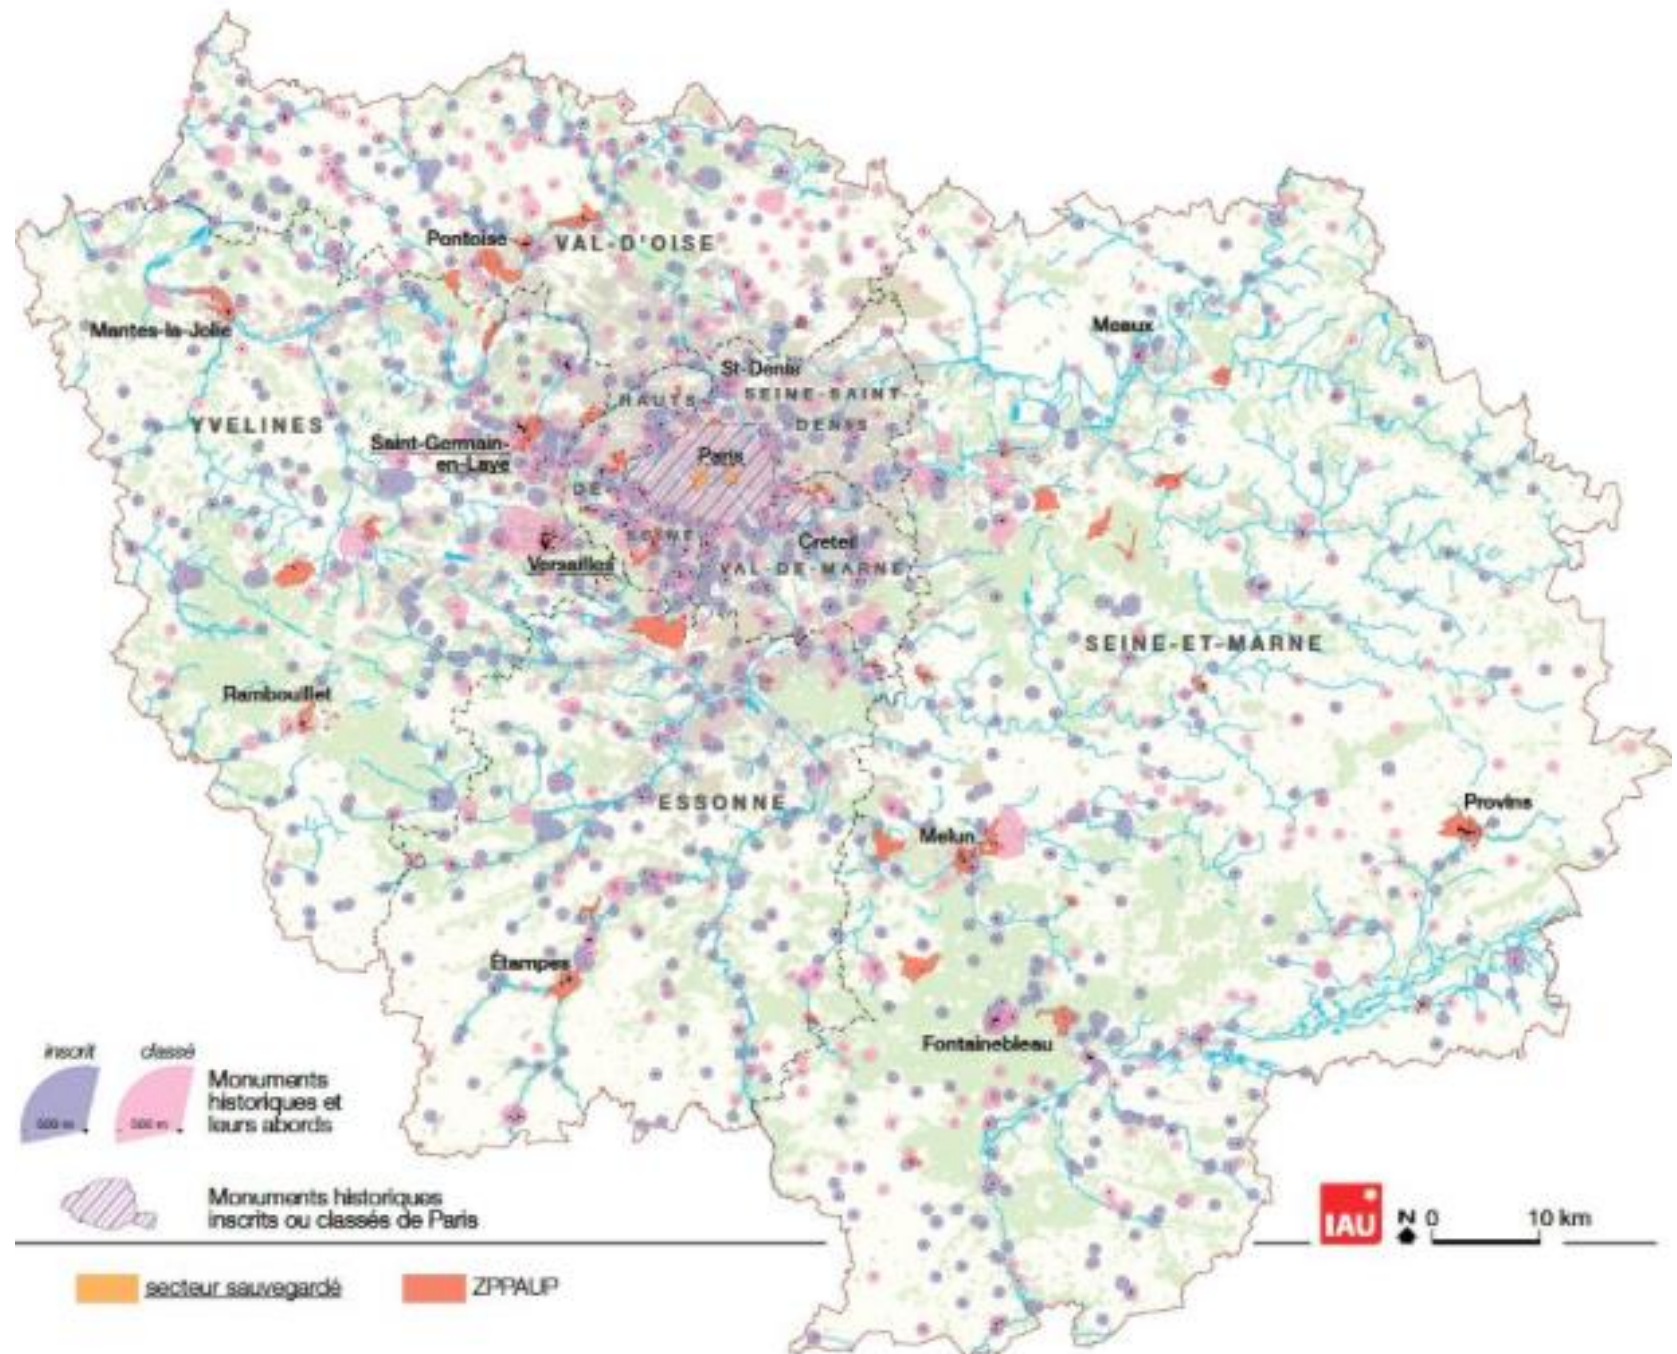 Pontoise
VAL-D'OISE
Mantes-la-Jolie
Meaux
St-Denis
HAUTS-
SEINE-SAINT-
DENIS
YVELINES
Saint-Germain-
en-Laye
Paris
DE-
SEINE
Versailles
Creteil
VAL-DE-MARNE
SEINE-ET-MARNE
Rambouillet
ESSONNE
Provins
Melun
Étampes
Fontainebleau
inscrit classé
500 m 500 m
Monuments
historiques et
leurs abords
Monuments historiques
inscrits ou classés de Paris
IAU N 0 10 km
secteur sauvegardé ZPPAUP